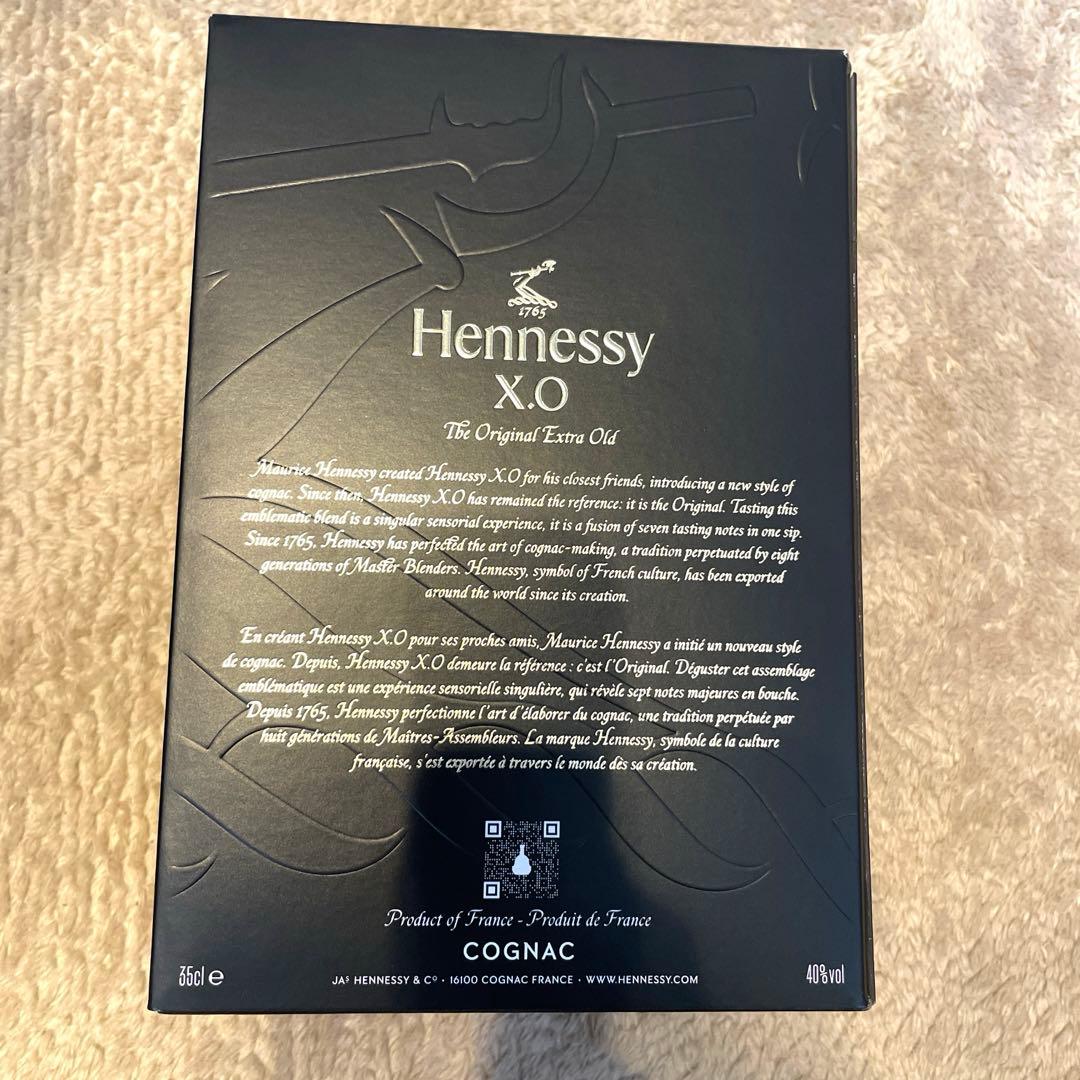 1765
Hennessy
X.O
The Original Extra Old
Maurice Hennessy created Hennessy X.O for his closest friends, introducing a new style of
cognac. Since then, Hennessy X.O has remained the reference: it is the Original. Tasting this
emblematic blend is a singular sensorial experience, it is a fusion of seven tasting notes in one sip.
Since 1765, Hennessy has perfected the art of cognac-making, a tradition perpetuated by eight
generations of Master Blenders. Hennessy, symbol of French culture, has been exported
around the world since its creation.
En créant Hennessy X.O pour ses proches amis, Maurice Hennessy a initié un nouveau style
de cognac. Depuis, Hennessy X.O demeure la référence : c'est l'Original. Déguster cet assemblage
emblématique est une expérience sensorielle singulière, qui révèle sept notes majeures en bouche.
Depuis 1765, Hennessy perfectionne l'art d'élaborer du cognac, une tradition perpétuée par
huit générations de Maîtres-Assembleurs. La marque Hennessy, symbole de la culture
française, s'est exportée à travers le monde dès sa création.
Product of France - Produit de France
COGNAC
35cl ℮
JAS HENNESSY & CO · 16100 COGNAC FRANCE · WWW.HENNESSY.COM
40%vol